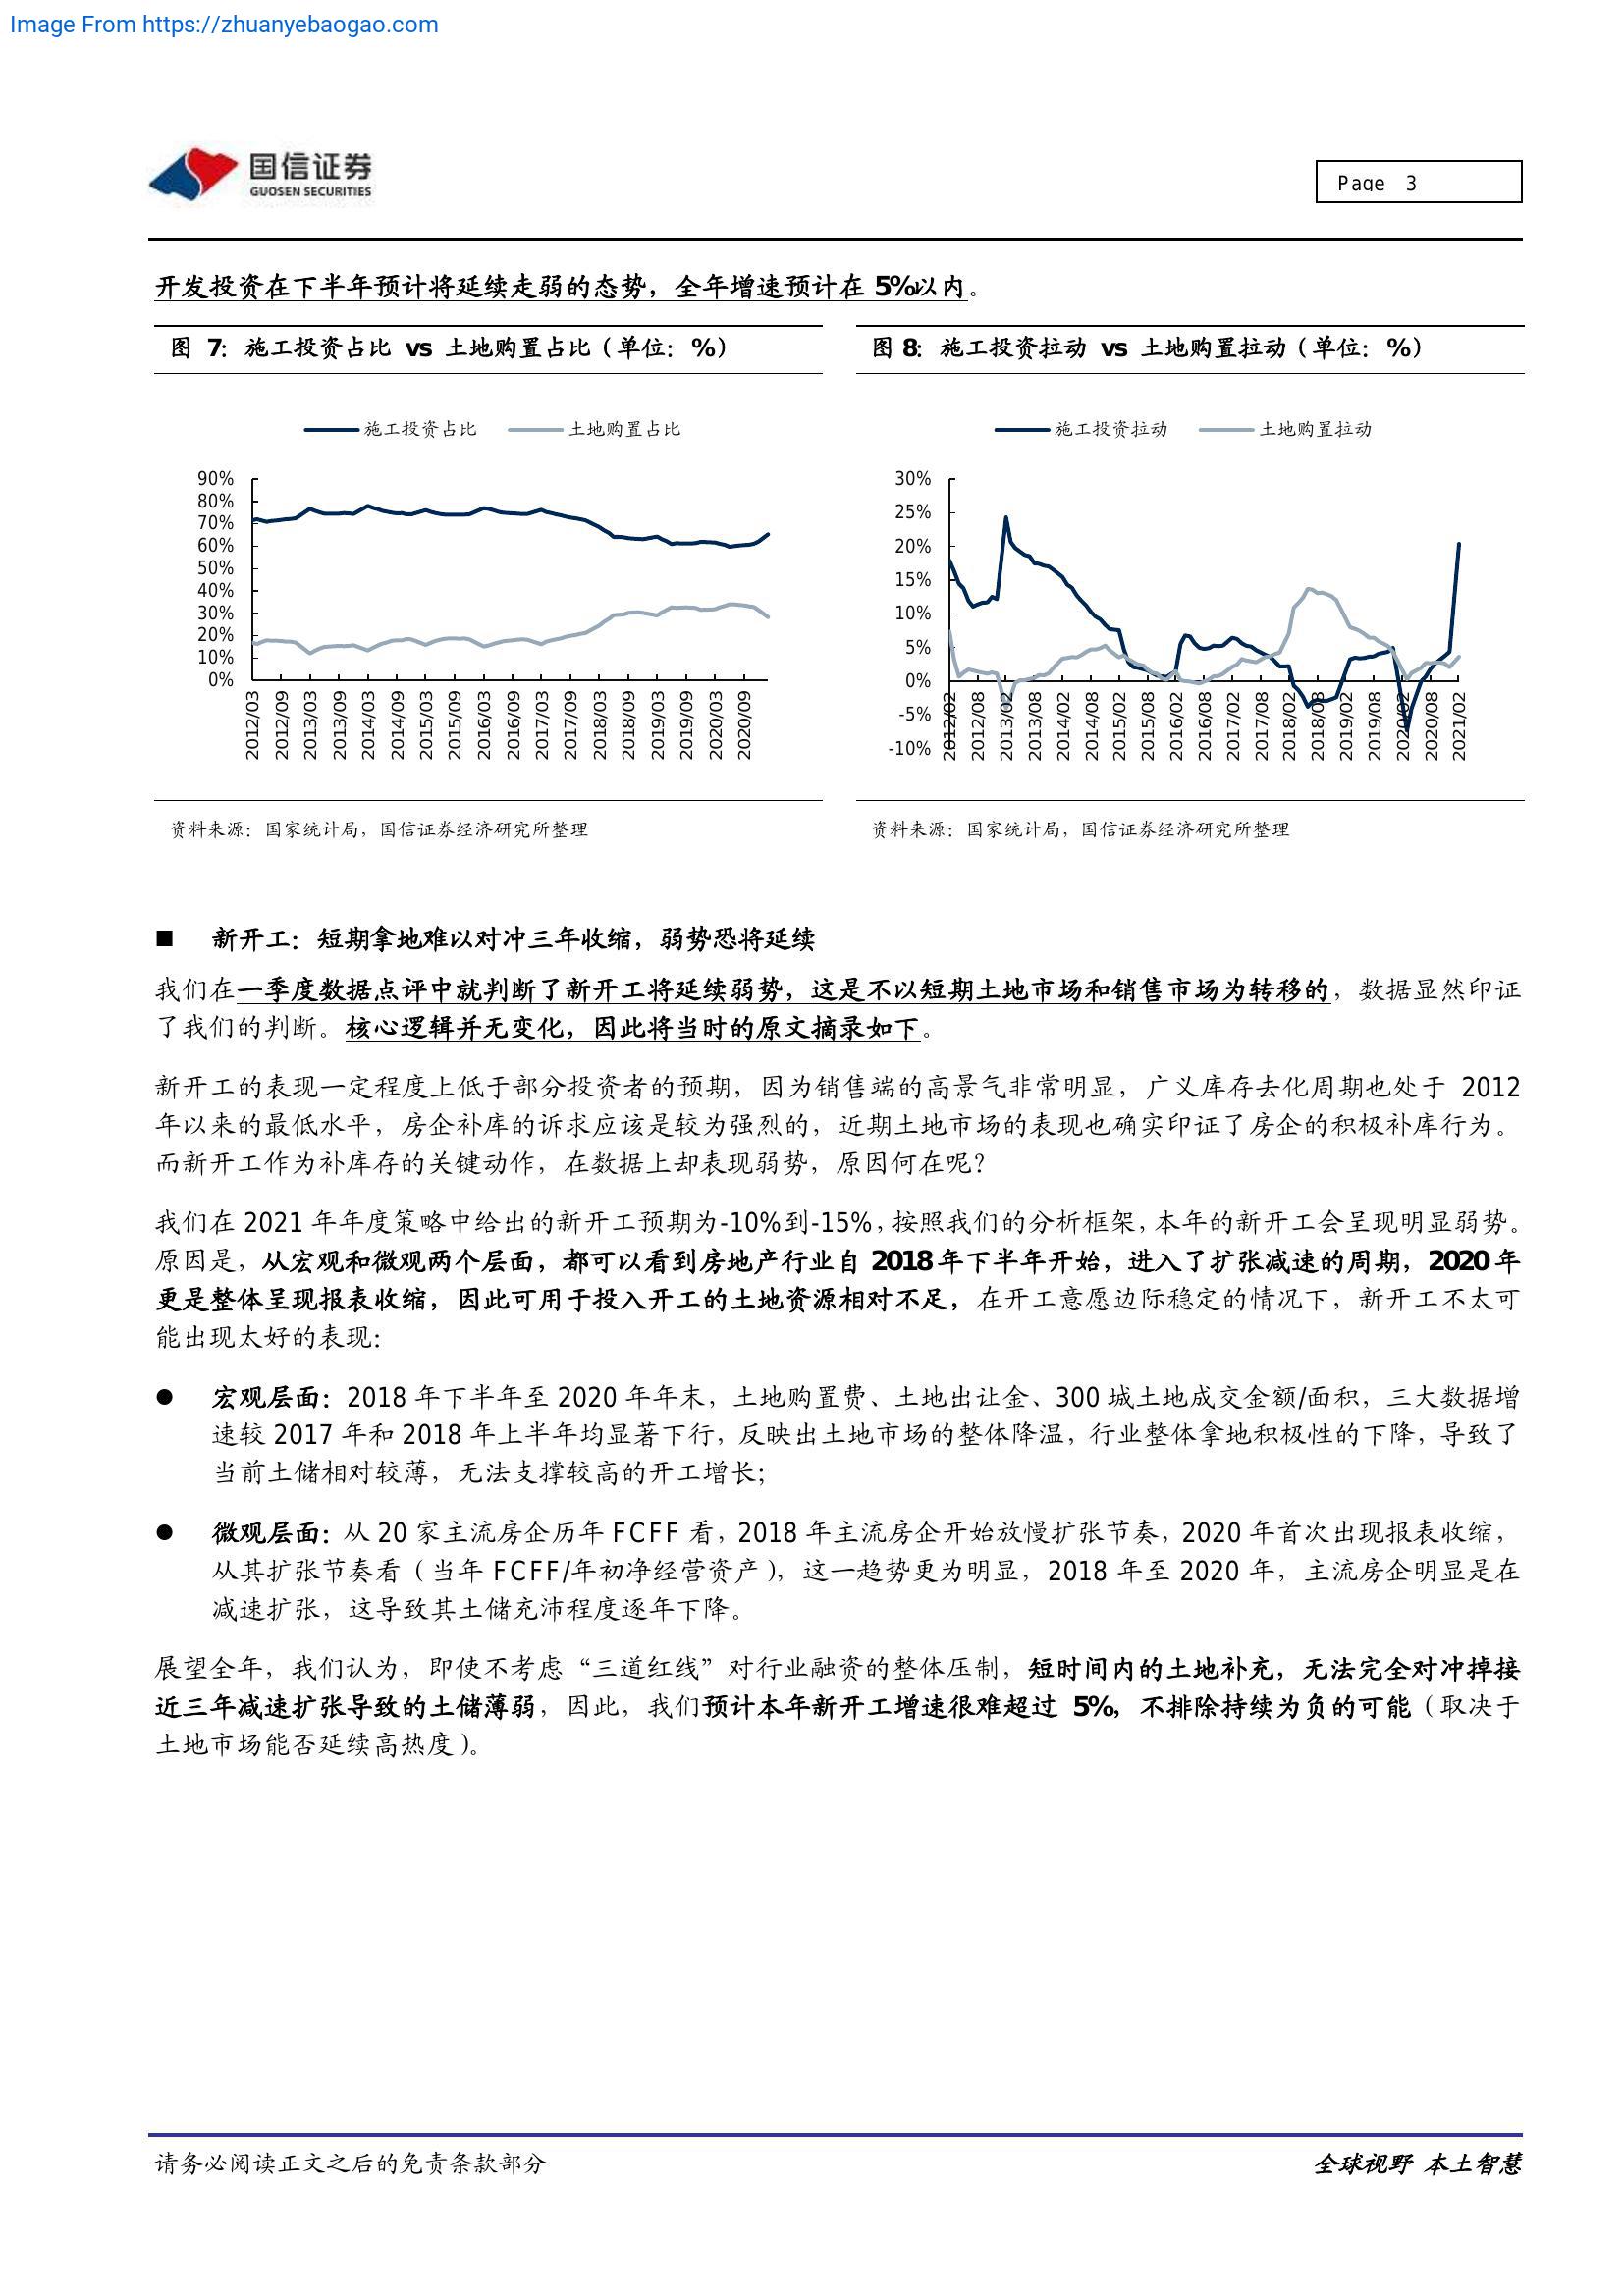 Image From https://zhuanyebaogao.com
国信证券
GUOSEN SECURITIES
Page 3
开发投资在下半年预计将延续走弱的态势，全年增速预计在 5%以内。
图 7：施工投资占比 vs 土地购置占比（单位：%）
施工投资占比 土地购置占比
90%
80%
70%
60%
50%
40%
30%
20%
10%
0%
2012/03 2012/09 2013/03 2013/09 2014/03 2014/09 2015/03 2015/09 2016/03 2016/09 2017/03 2017/09 2018/03 2018/09 2019/03 2019/09 2020/03 2020/09
资料来源：国家统计局，国信证券经济研究所整理
图 8：施工投资拉动 vs 土地购置拉动（单位：%）
施工投资拉动 土地购置拉动
30%
25%
20%
15%
10%
5%
0%
-5%
-10%
2012/02 2012/08 2013/02 2013/08 2014/02 2014/08 2015/02 2015/08 2016/02 2016/08 2017/02 2017/08 2018/02 2018/08 2019/02 2019/08 2020/02 2020/08 2021/02
资料来源：国家统计局，国信证券经济研究所整理
■ 新开工：短期拿地难以对冲三年收缩，弱势恐将延续
我们在一季度数据点评中就判断了新开工将延续弱势，这是不以短期土地市场和销售市场为转移的，数据显然印证
了我们的判断。核心逻辑并无变化，因此将当时的原文摘录如下。
新开工的表现一定程度上低于部分投资者的预期，因为销售端的高景气非常明显，广义库存去化周期也处于 2012
年以来的最低水平，房企补库的诉求应该是较为强烈的，近期土地市场的表现也确实印证了房企的积极补库行为。
而新开工作为补库存的关键动作，在数据上却表现弱势，原因何在呢？
我们在 2021 年年度策略中给出的新开工预期为-10%到-15%，按照我们的分析框架，本年的新开工会呈现明显弱势。
原因是，从宏观和微观两个层面，都可以看到房地产行业自 2018 年下半年开始，进入了扩张减速的周期，2020 年
更是整体呈现报表收缩，因此可用于投入开工的土地资源相对不足，在开工意愿边际稳定的情况下，新开工不太可
能出现太好的表现：
● 宏观层面：2018 年下半年至 2020 年年末，土地购置费、土地出让金、300 城土地成交金额/面积，三大数据增
速较 2017 年和 2018 年上半年均显著下行，反映出土地市场的整体降温，行业整体拿地积极性的下降，导致了
当前土储相对较薄，无法支撑较高的开工增长；
● 微观层面：从 20 家主流房企历年 FCFF 看，2018 年主流房企开始放慢扩张节奏，2020 年首次出现报表收缩，
从其扩张节奏看（当年 FCFF/年初净经营资产），这一趋势更为明显，2018 年至 2020 年，主流房企明显是在
减速扩张，这导致其土储充沛程度逐年下降。
展望全年，我们认为，即使不考虑“三道红线”对行业融资的整体压制，短时间内的土地补充，无法完全对冲掉接
近三年减速扩张导致的土储薄弱，因此，我们预计本年新开工增速很难超过 5%，不排除持续为负的可能（取决于
土地市场能否延续高热度）。
请务必阅读正文之后的免责条款部分
全球视野 本土智慧